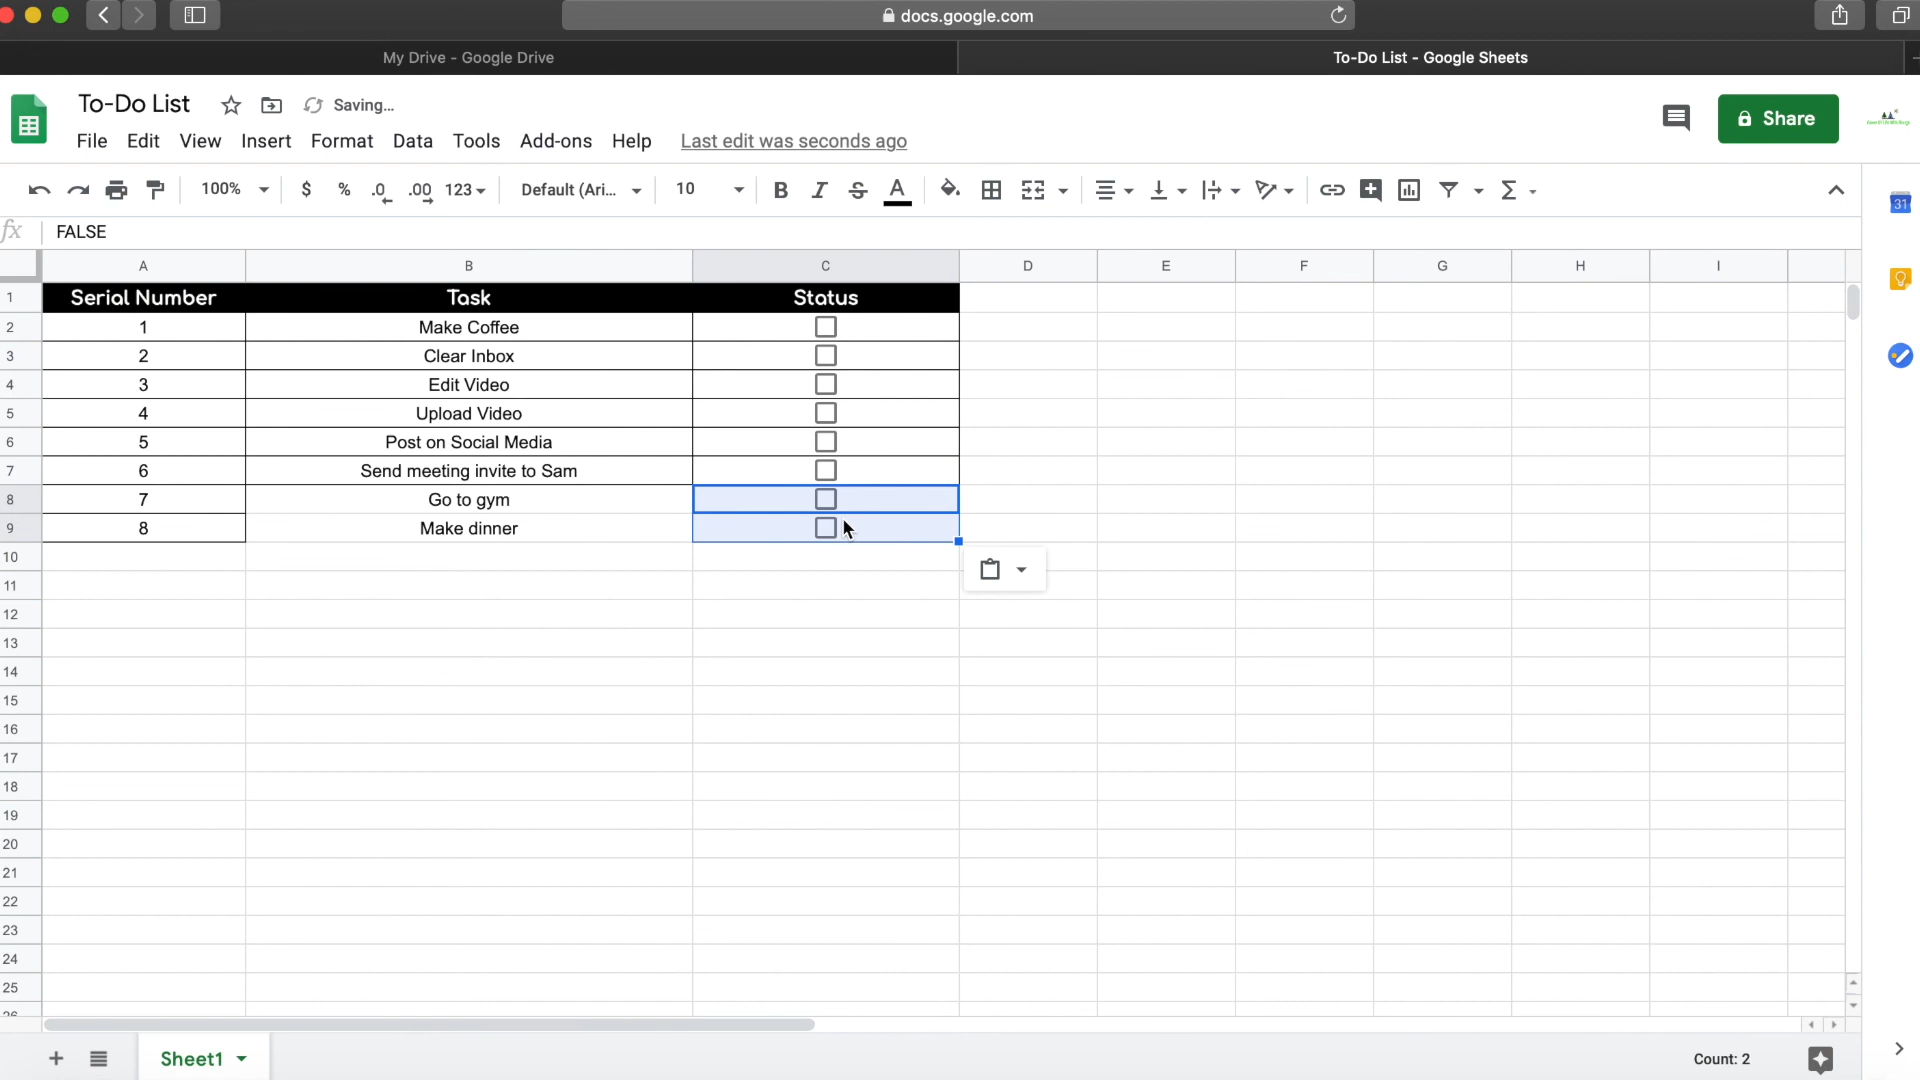 docs.google.com
My Drive - Google Drive
To-Do List - Google Sheets
To-Do List
Saving...
File Edit View Insert Format Data Tools Add-ons Help Last edit was seconds ago
Share
100% $ % .0 .00 123 Default (Ari... 10 B I S A Σ
31
fx FALSE
A B C D E F G H I
1 Serial Number Task Status
2 1 Make Coffee
3 2 Clear Inbox
4 3 Edit Video
5 4 Upload Video
6 5 Post on Social Media
7 6 Send meeting invite to Sam
8 7 Go to gym
9 8 Make dinner
10
11
12
13
14
15
16
17
18
19
20
21
22
23
24
25
26
Sheet1
Count: 2